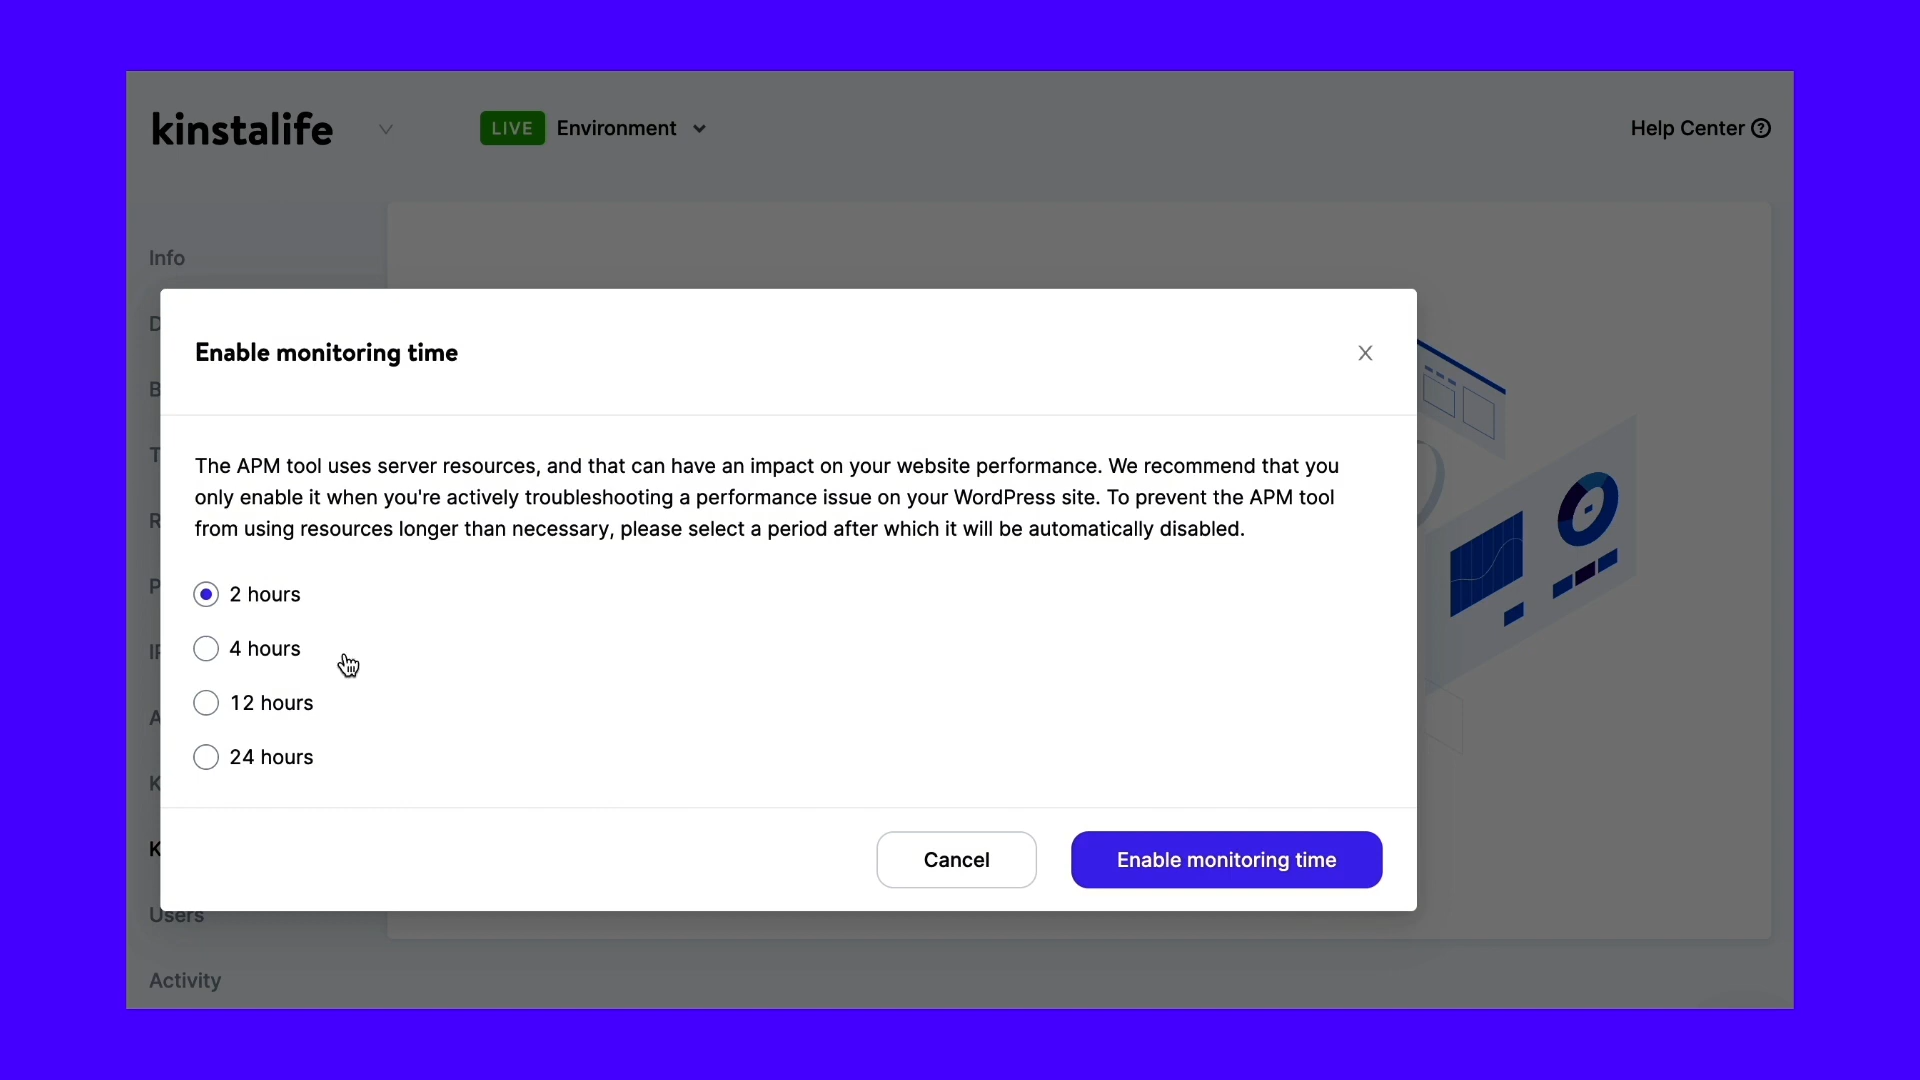 kinstalife
LIVE Environment
Help Center
Info
Enable monitoring time
The APM tool uses server resources, and that can have an impact on your website performance. We recommend that you
only enable it when you're actively troubleshooting a performance issue on your WordPress site. To prevent the APM tool
from using resources longer than necessary, please select a period after which it will be automatically disabled.
2 hours
4 hours
12 hours
24 hours
Cancel
Enable monitoring time
Users
Activity